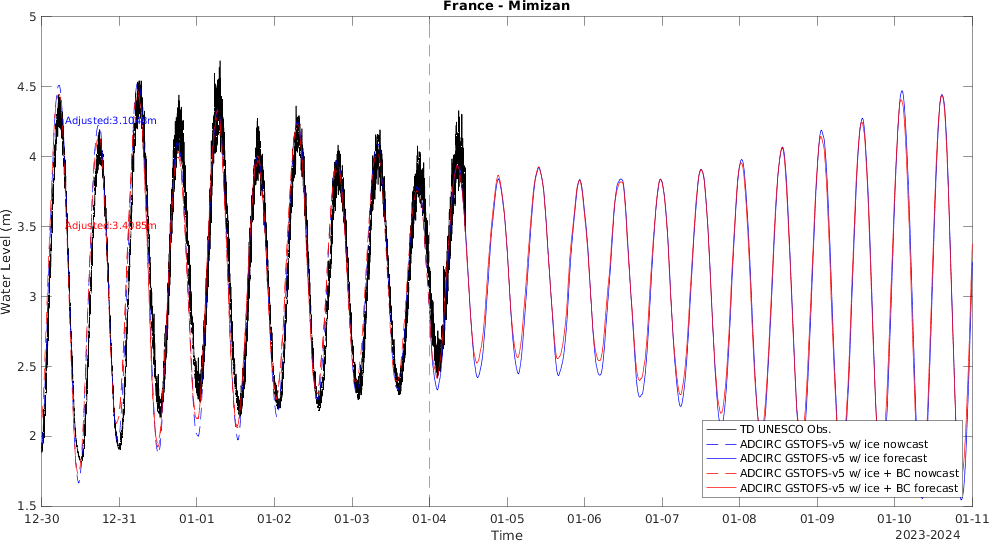 France - Mimizan
Water Level (m)
5
4.5
4
3.5
3
2.5
2
1.5
Adjusted:3.4985m
TD UNESCO Obs.
ADCIRC GSTOFS-v5 w/ ice nowcast
ADCIRC GSTOFS-v5 w/ ice forecast
ADCIRC GSTOFS-v5 w/ ice + BC nowcast
ADCIRC GSTOFS-v5 w/ ice + BC forecast
12-30 12-31 01-01 01-02 01-03 01-04 01-05 01-06 01-07 01-08 01-09 01-10 01-11
Time
2023-2024